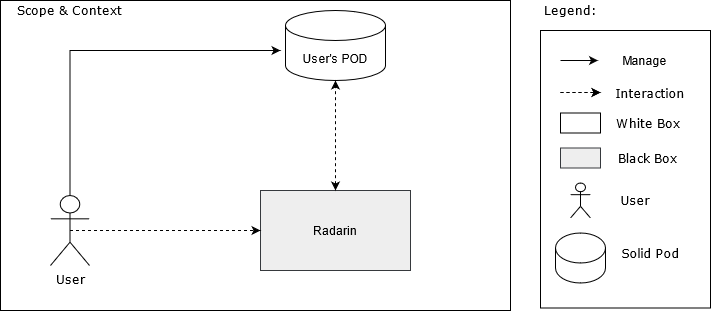 Scope & Context
User's POD
Radarin
User
Legend:
Manage
Interaction
White Box
Black Box
User
Solid Pod